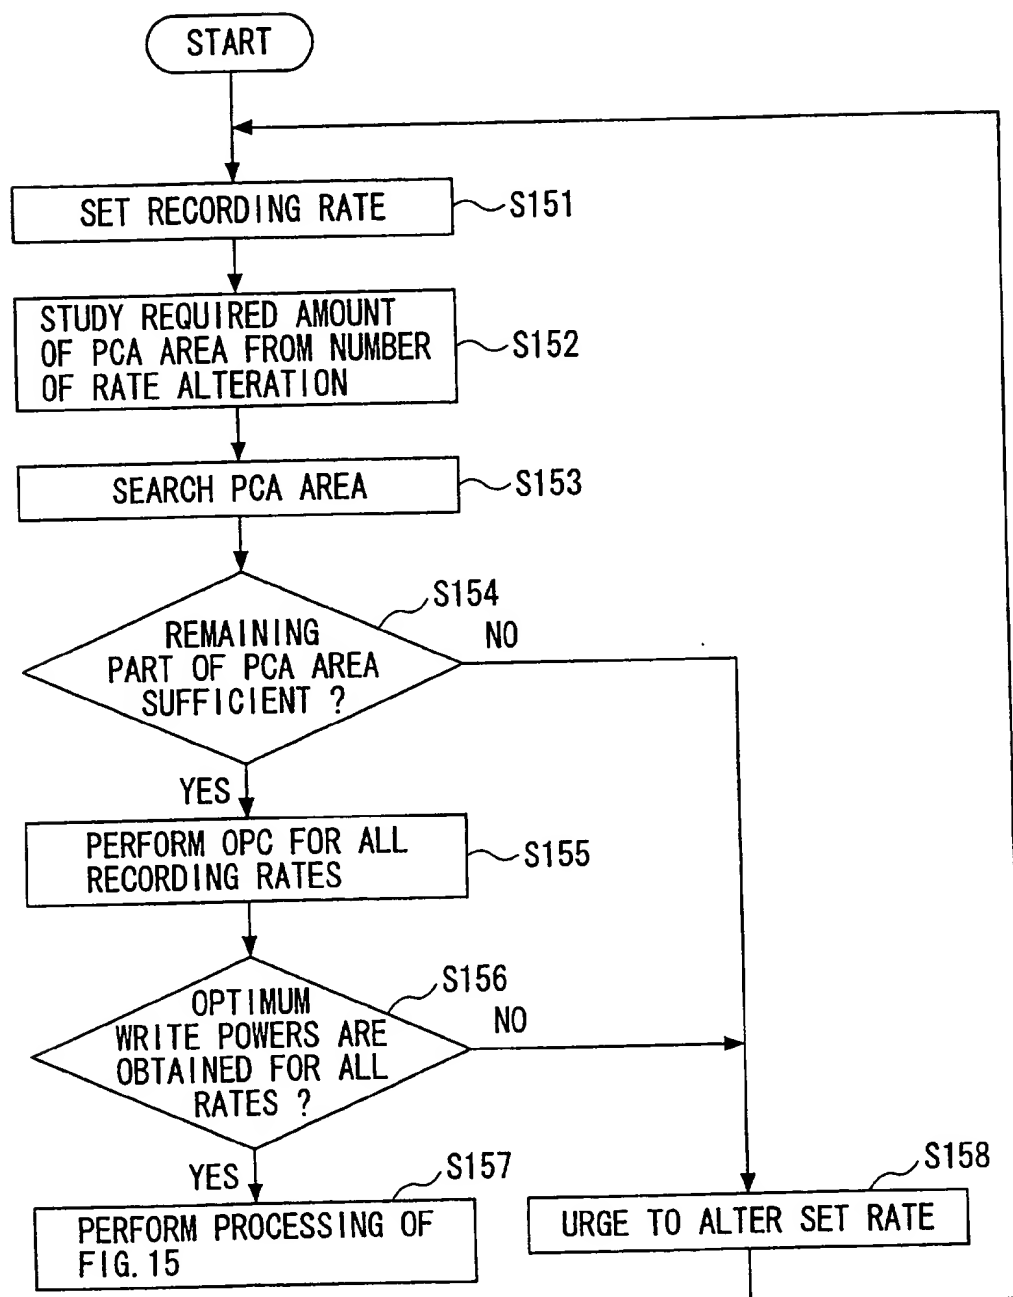 START
SET RECORDING RATE
S151
STUDY REQUIRED AMOUNT
OF PCA AREA FROM NUMBER
OF RATE ALTERATION
S152
SEARCH PCA AREA
S153
S154
REMAINING
PART OF PCA AREA
SUFFICIENT ?
NO
YES
PERFORM OPC FOR ALL
RECORDING RATES
S155
S156
OPTIMUM
WRITE POWERS ARE
OBTAINED FOR ALL
RATES ?
NO
YES
S157
PERFORM PROCESSING OF
FIG. 15
S158
URGE TO ALTER SET RATE